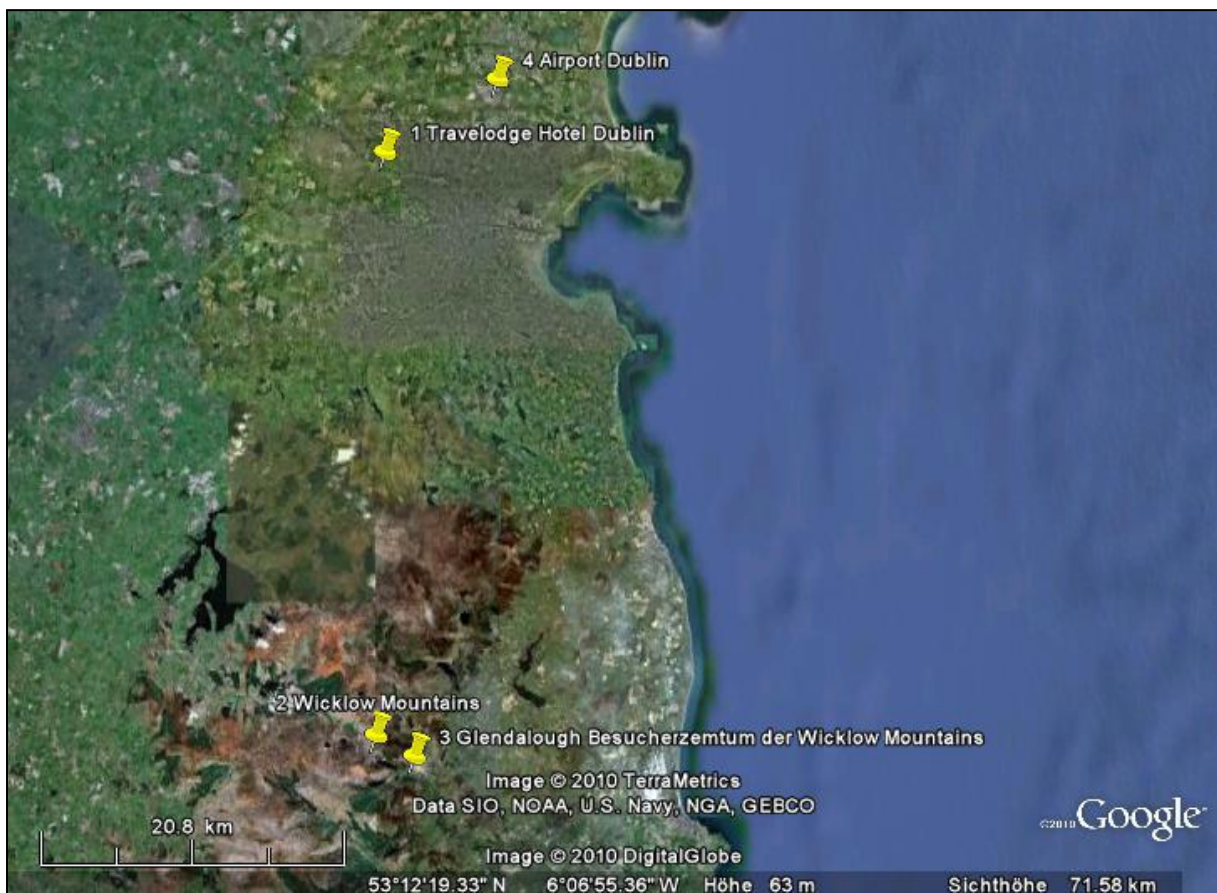 4 Airport Dublin
1 Travelodge Hotel Dublin
2 Wicklow Mountains
3 Glendalough Besucherzemtum der Wicklow Mountains
Image © 2010 TerraMetrics
Data SIO, NOAA, U.S. Navy, NGA, GEBCO
20.8 km
©2010 Google
Image © 2010 DigitalGlobe
53°12'19.33" N 6°06'55.36" W Höhe 63 m Sichthöhe 71.58 km